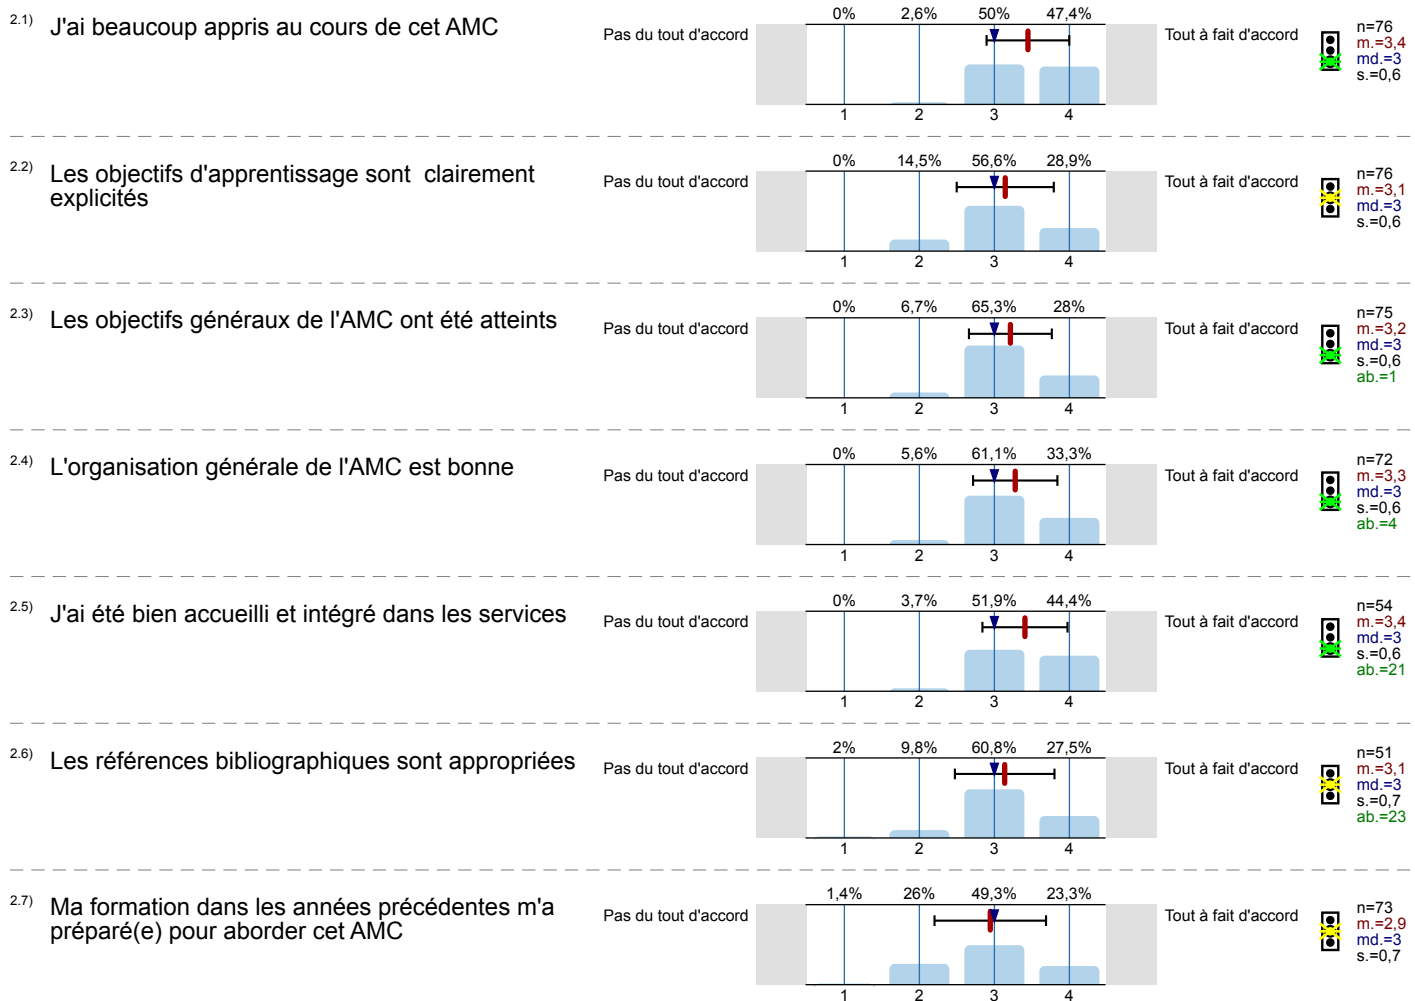 2.1) J'ai beaucoup appris au cours de cet AMC
Pas du tout d'accord
0% 2,6% 50% 47,4%
1 2 3 4
Tout à fait d'accord
n=76
m.=3,4
md.=3
s.=0,6
2.2) Les objectifs d'apprentissage sont clairement
explicités
Pas du tout d'accord
0% 14,5% 56,6% 28,9%
1 2 3 4
Tout à fait d'accord
n=76
m.=3,1
md.=3
s.=0,6
2.3) Les objectifs généraux de l'AMC ont été atteints
Pas du tout d'accord
0% 6,7% 65,3% 28%
1 2 3 4
Tout à fait d'accord
n=75
m.=3,2
md.=3
s.=0,6
ab.=1
2.4) L'organisation générale de l'AMC est bonne
Pas du tout d'accord
0% 5,6% 61,1% 33,3%
1 2 3 4
Tout à fait d'accord
n=72
m.=3,3
md.=3
s.=0,6
ab.=4
2.5) J'ai été bien accueilli et intégré dans les services
Pas du tout d'accord
0% 3,7% 51,9% 44,4%
1 2 3 4
Tout à fait d'accord
n=54
m.=3,4
md.=3
s.=0,6
ab.=21
2.6) Les références bibliographiques sont appropriées
Pas du tout d'accord
2% 9,8% 60,8% 27,5%
1 2 3 4
Tout à fait d'accord
n=51
m.=3,1
md.=3
s.=0,7
ab.=23
2.7) Ma formation dans les années précédentes m'a
préparé(e) pour aborder cet AMC
Pas du tout d'accord
1,4% 26% 49,3% 23,3%
1 2 3 4
Tout à fait d'accord
n=73
m.=2,9
md.=3
s.=0,7